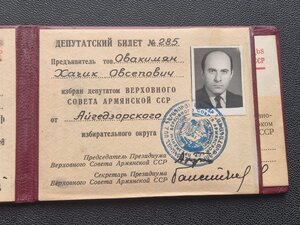 ДЕПУТАТСКИЙ БИЛЕТ № 285
Предъявитель тов. Овакимян
Хачик Овсепович
избран депутатом ВЕРХОВНОГО
СОВЕТА АРМЯНСКОЙ ССР
от Айгедзорского
избирательного округа
Председатель Президиума
Верховного Совета Армянской ССР
Секретарь Президиума
Верховного Совета Армянской ССР